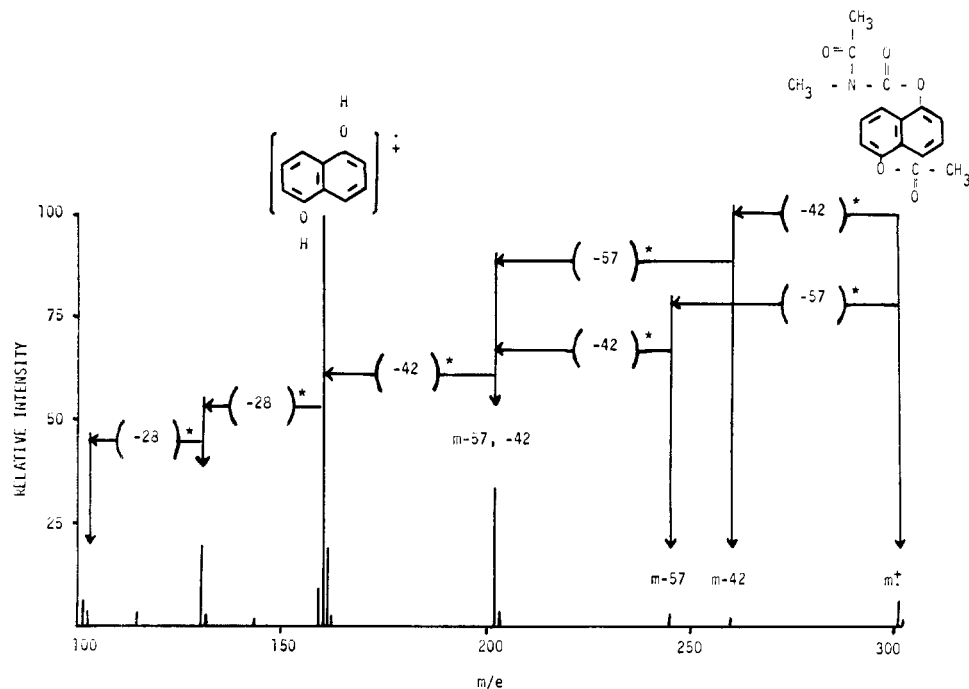 CH₃
O = C O
CH₃ - N - C - O
O - C - CH₃
O
H
O
+
O
H
100
75
50
25
RELATIVE INTENSITY
( -42 )*
( -57 )*
( -57 )*
( -42 )*
( -42 )*
( -28 )*
( -28 )*
m-57, -42
m-57 m-42 m+
100 150 200 250 300
m/e